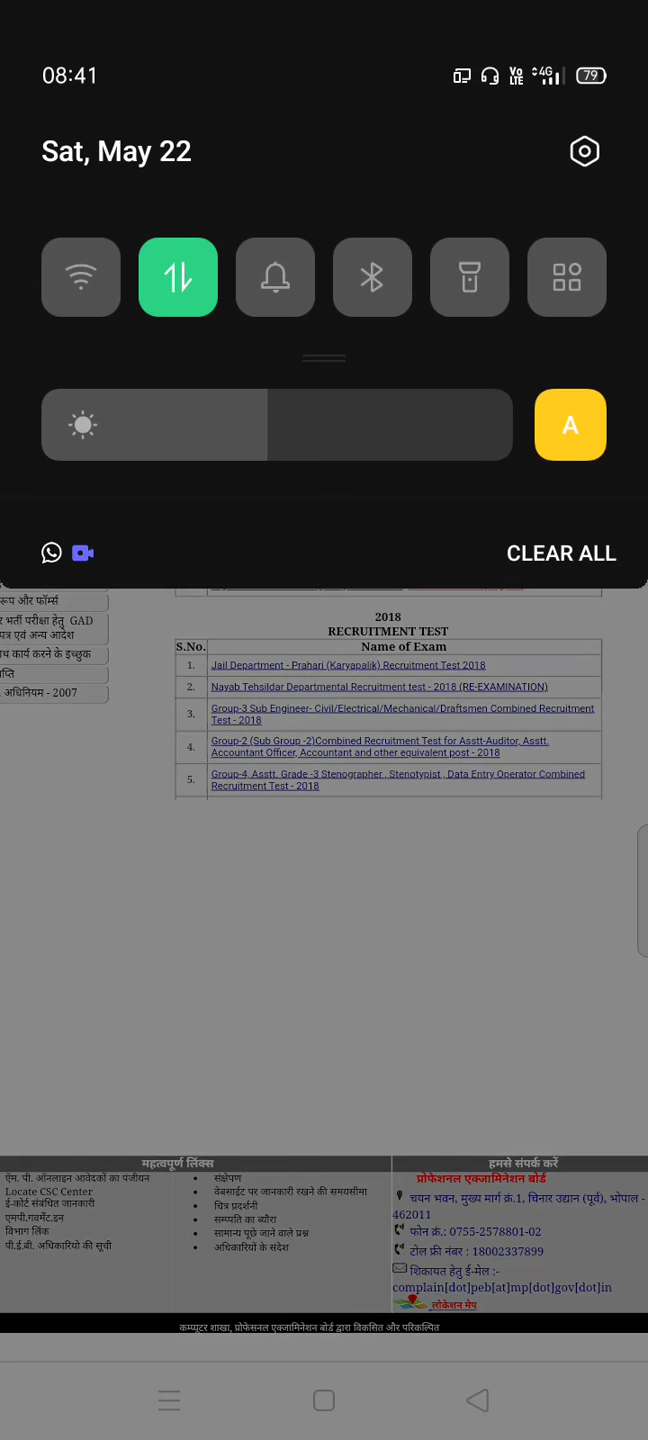 08:41
Vo LTE 4G 79
Sat, May 22
A
CLEAR ALL
रूप और फॉर्म्स
र भर्ती परीक्षा हेतु GAD
पत्र एवं अन्य आदेश
ाथ कार्य करने के इच्छुक
ाप्ति
. अधिनियम - 2007
2018
RECRUITMENT TEST
S.No. Name of Exam
1. Jail Department - Prahari (Karyapalik) Recruitment Test 2018
2. Nayab Tehsildar Departmental Recruitment test - 2018 (RE-EXAMINATION)
3. Group-3 Sub Engineer- Civil/Electrical/Mechanical/Draftsmen Combined Recruitment
Test - 2018
4. Group-2 (Sub Group -2)Combined Recruitment Test for Asstt-Auditor, Asstt.
Accountant Officer, Accountant and other equivalent post - 2018
5. Group-4, Asstt. Grade -3 Stenographer , Stenotypist , Data Entry Operator Combined
Recruitment Test - 2018
महत्वपूर्ण लिंक्स
ऍम. पी. ऑनलाइन आवेदकों का पंजीयन
Locate CSC Center
ई-कोर्ट संबंधित जानकारी
एमपी.गवर्मेंट.इन
विभाग लिंक
पी.ई.बी. अधिकारियो की सूची
• संक्षेपण
• वेबसाईट पर जानकारी रखने की समयसीमा
• चित्र प्रदर्शनी
• सम्पति का ब्यौरा
• सामान्य पूछे जाने वाले प्रश्न
• अधिकारियों के संदेश
हमसे संपर्क करें
प्रोफेशनल एक्जामिनेशन बोर्ड
चयन भवन, मुख्य मार्ग क्रं.1, चिनार उद्यान (पूर्व), भोपाल -
462011
फोन क्रं.: 0755-2578801-02
टोल फ्री नंबर : 18002337899
शिकायत हेतु ई-मेल :-
complain[dot]peb[at]mp[dot]gov[dot]in
लोकेशन मेप
कम्प्यूटर शाखा, प्रोफेसनल एक्जामिनेशन बोर्ड द्वारा विकसित और परिकल्पित